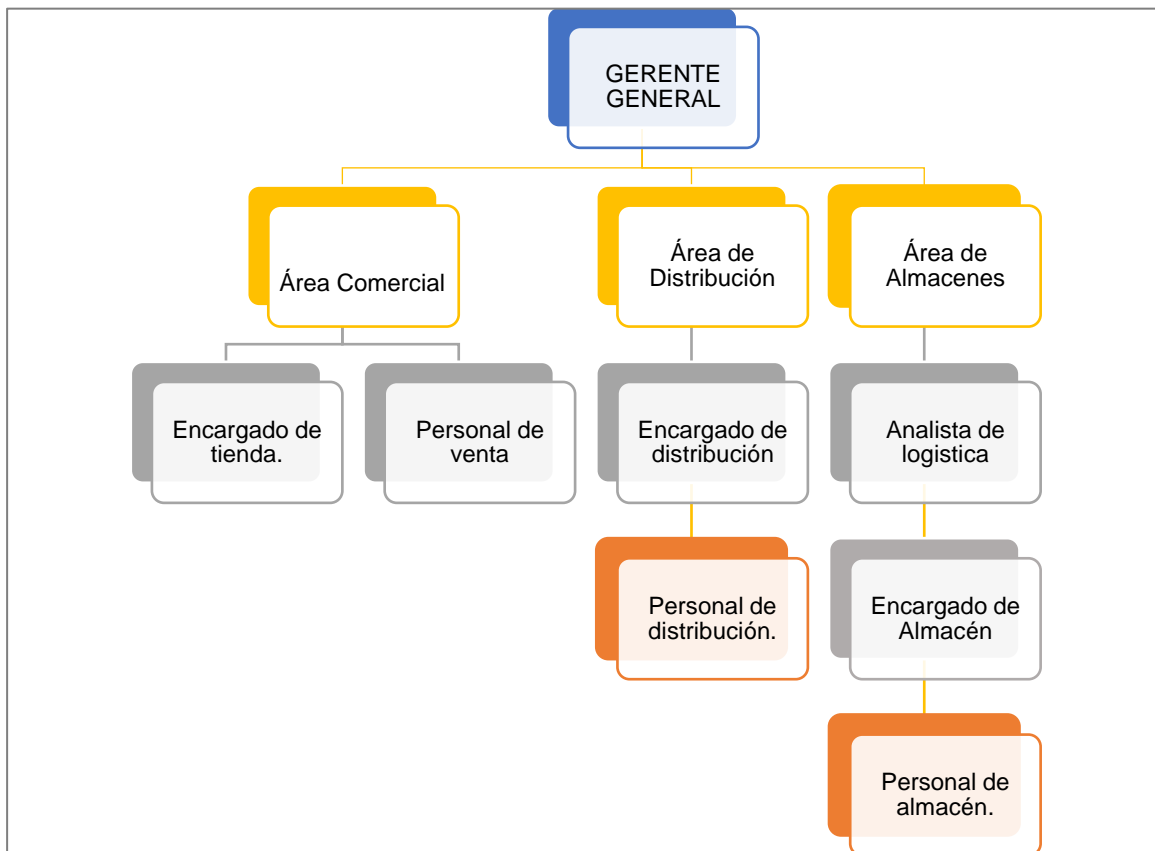 GERENTE
GENERAL
Área Comercial
Área de
Distribución
Área de
Almacenes
Encargado de
tienda.
Personal de
venta
Encargado de
distribución
Analista de
logistica
Personal de
distribución.
Encargado de
Almacén
Personal de
almacén.